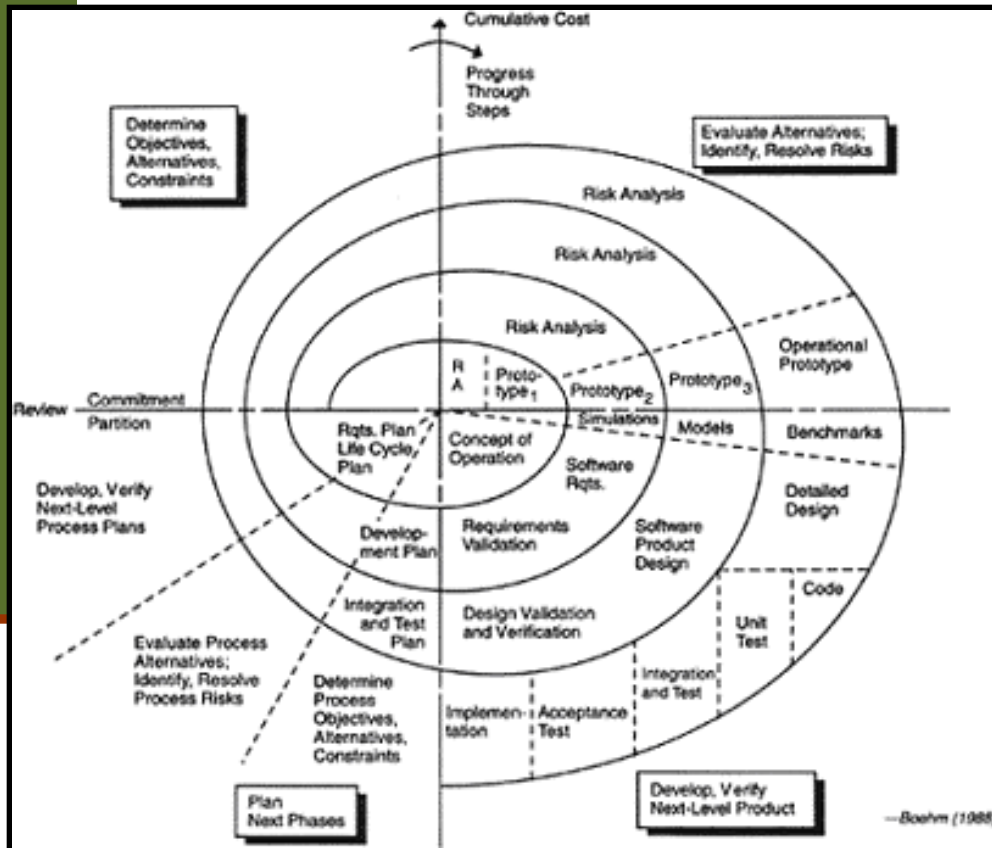 Cumulative Cost
Progress
Through
Steps
Determine
Objectives,
Alternatives,
Constraints
Evaluate Alternatives;
Identify, Resolve Risks
Risk Analysis
Risk Analysis
Risk Analysis
Operational
Prototype
R
A
Proto-
type1
Prototype2
Prototype3
Review
Commitment
Partition
Simulations
Models
Benchmarks
Rqts. Plan
Life Cycle
Plan
Concept of
Operation
Software
Rqts.
Develop, Verify
Next-Level
Process Plans
Detailed
Design
Develop-
ment Plan
Requirements
Validation
Software
Product
Design
Code
Integration
and Test
Plan
Design Validation
and Verification
Unit
Test
Evaluate Process
Alternatives;
Identify, Resolve
Process Risks
Integration
and Test
Determine
Process
Objectives,
Alternatives,
Constraints
Implemen-
tation
Acceptance
Test
Plan
Next Phases
Develop, Verify
Next-Level Product
—Boehm (1988)